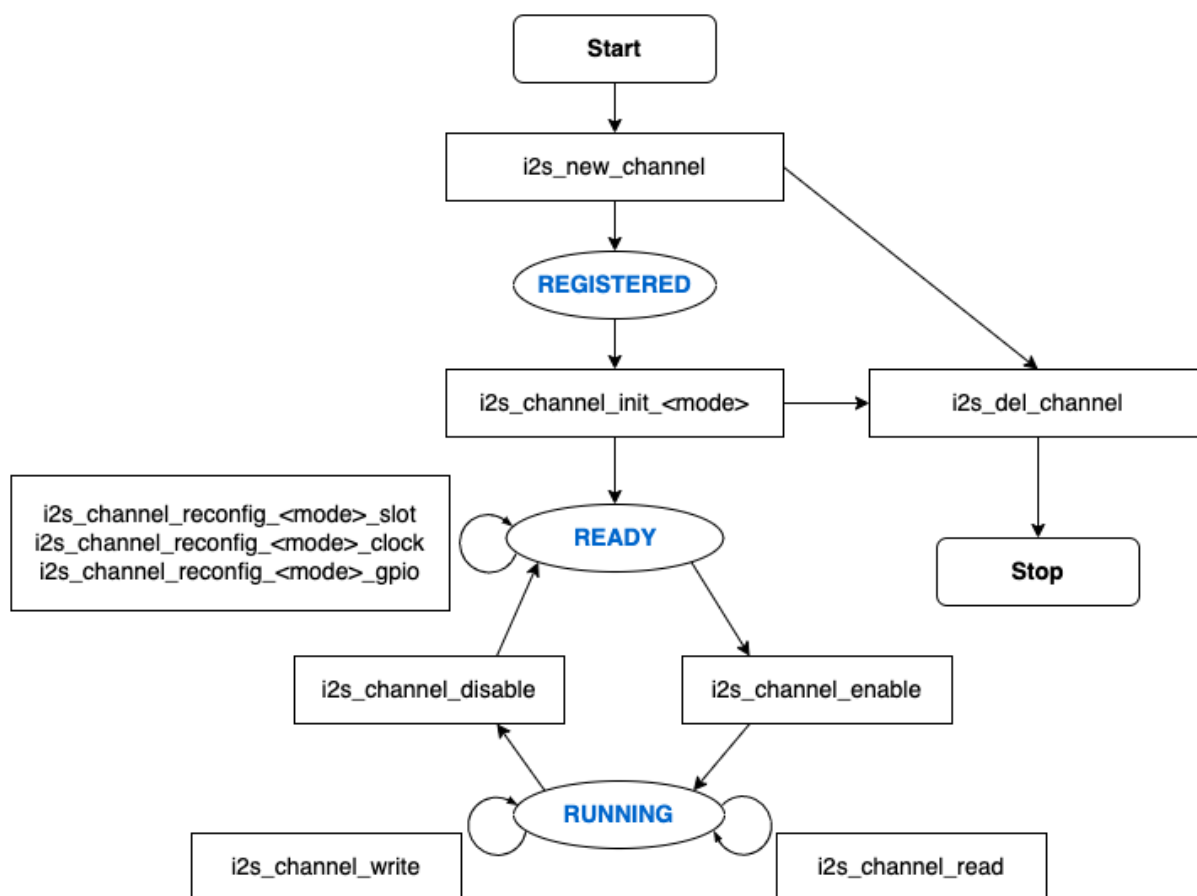 Start
i2s_new_channel
REGISTERED
i2s_channel_init_<mode>
i2s_del_channel
i2s_channel_reconfig_<mode>_slot
i2s_channel_reconfig_<mode>_clock
i2s_channel_reconfig_<mode>_gpio
READY
Stop
i2s_channel_disable
i2s_channel_enable
RUNNING
i2s_channel_write
i2s_channel_read